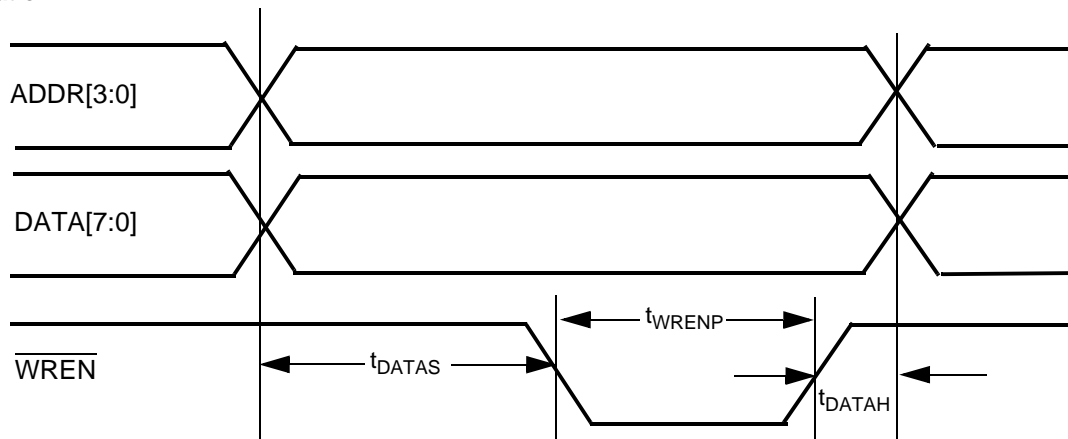 ADDR[3:0]
DATA[7:0]
tWRENP
WREN
tDATAS
tDATAH